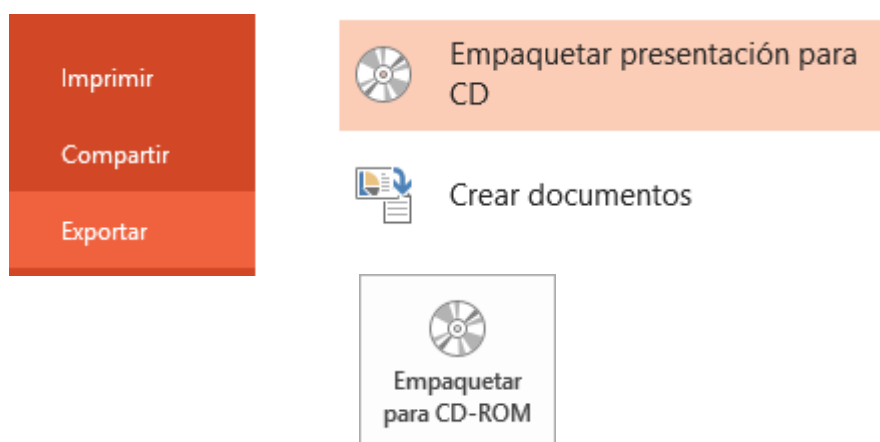 Imprimir
Compartir
Exportar
Empaquetar presentación para
CD
Crear documentos
Empaquetar
para CD-ROM